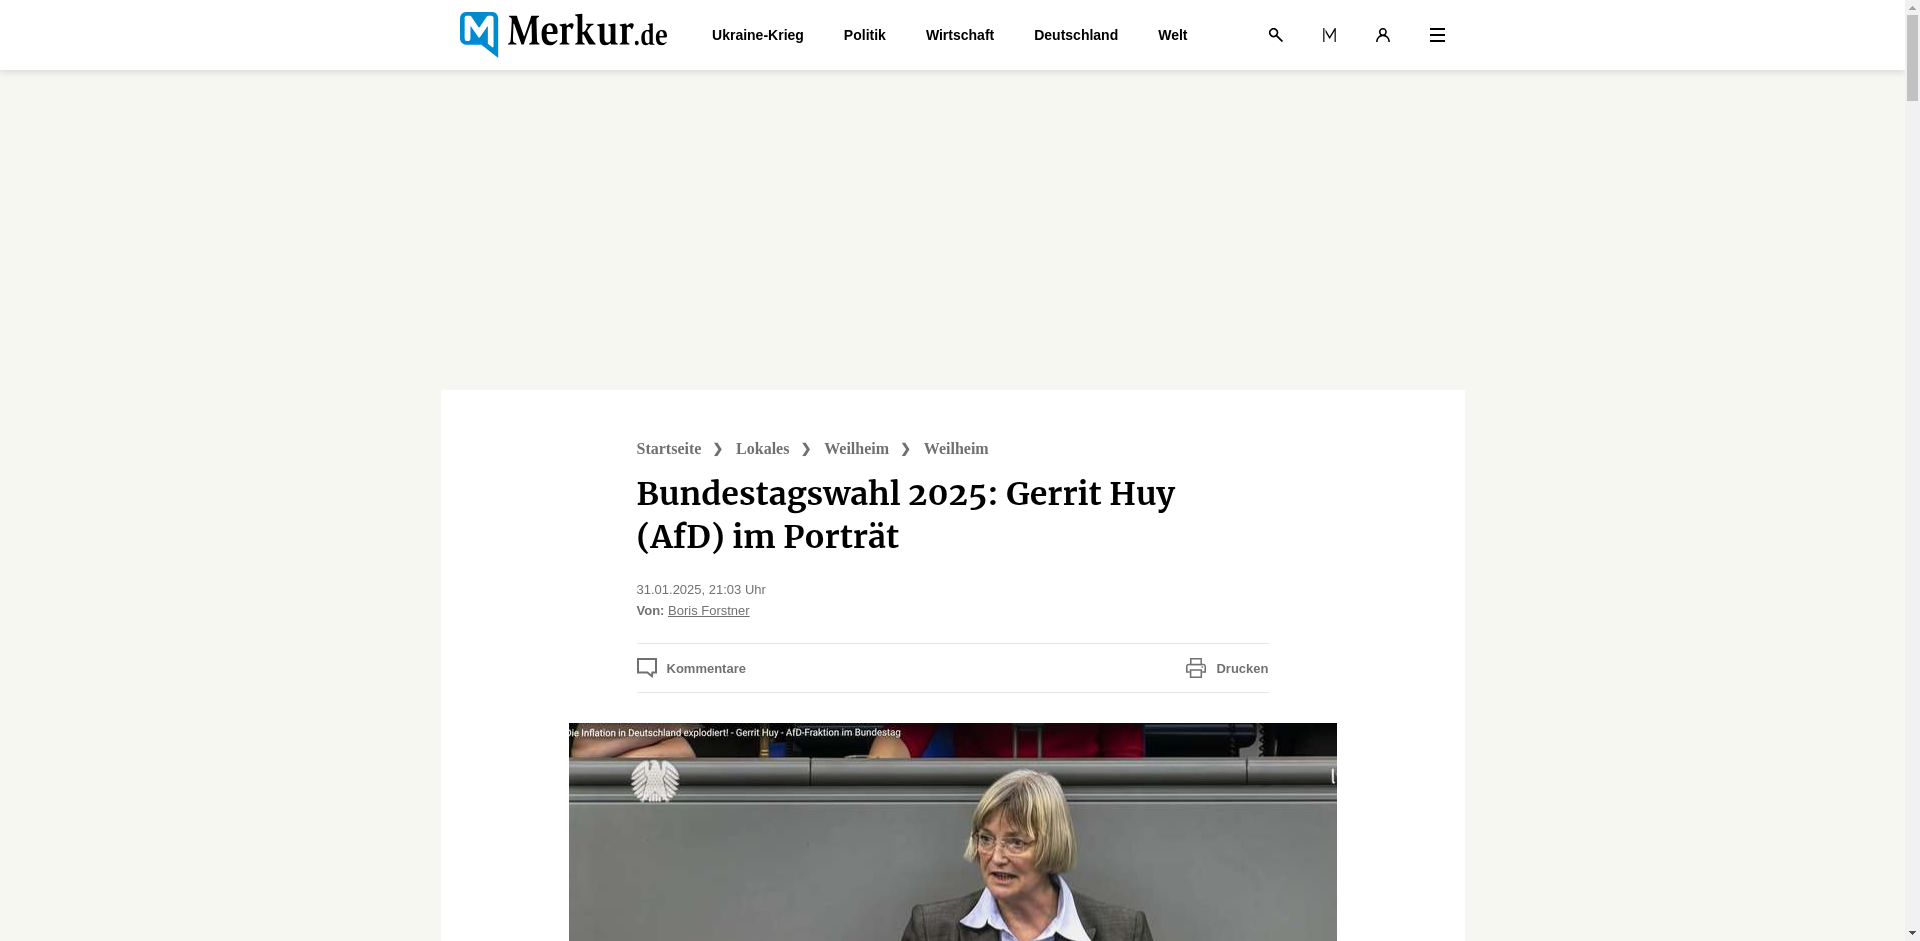 Merkur.de
Ukraine-Krieg Politik Wirtschaft Deutschland Welt
Startseite ❯ Lokales ❯ Weilheim ❯ Weilheim
Bundestagswahl 2025: Gerrit Huy
(AfD) im Porträt
31.01.2025, 21:03 Uhr
Von: Boris Forstner
Kommentare
Drucken
Die Inflation in Deutschland explodiert! - Gerrit Huy - AfD-Fraktion im Bundestag